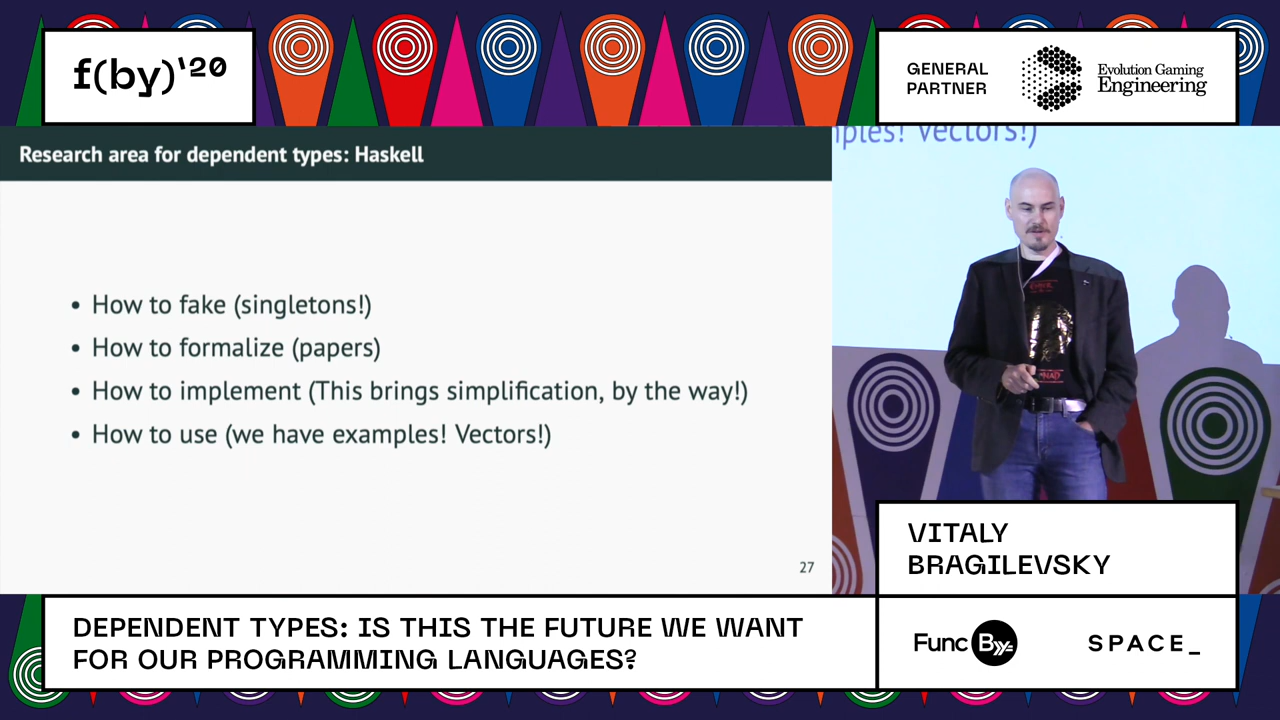 f(by)'20
GENERAL
PARTNER
Evolution Gaming
Engineering
Research area for dependent types: Haskell
• How to fake (singletons!)
• How to formalize (papers)
• How to implement (This brings simplification, by the way!)
• How to use (we have examples! Vectors!)
27
Vectors!)
VITALY
BRAGILEVSKY
DEPENDENT TYPES: IS THIS THE FUTURE WE WANT
FOR OUR PROGRAMMING LANGUAGES?
Func By
SPACE_